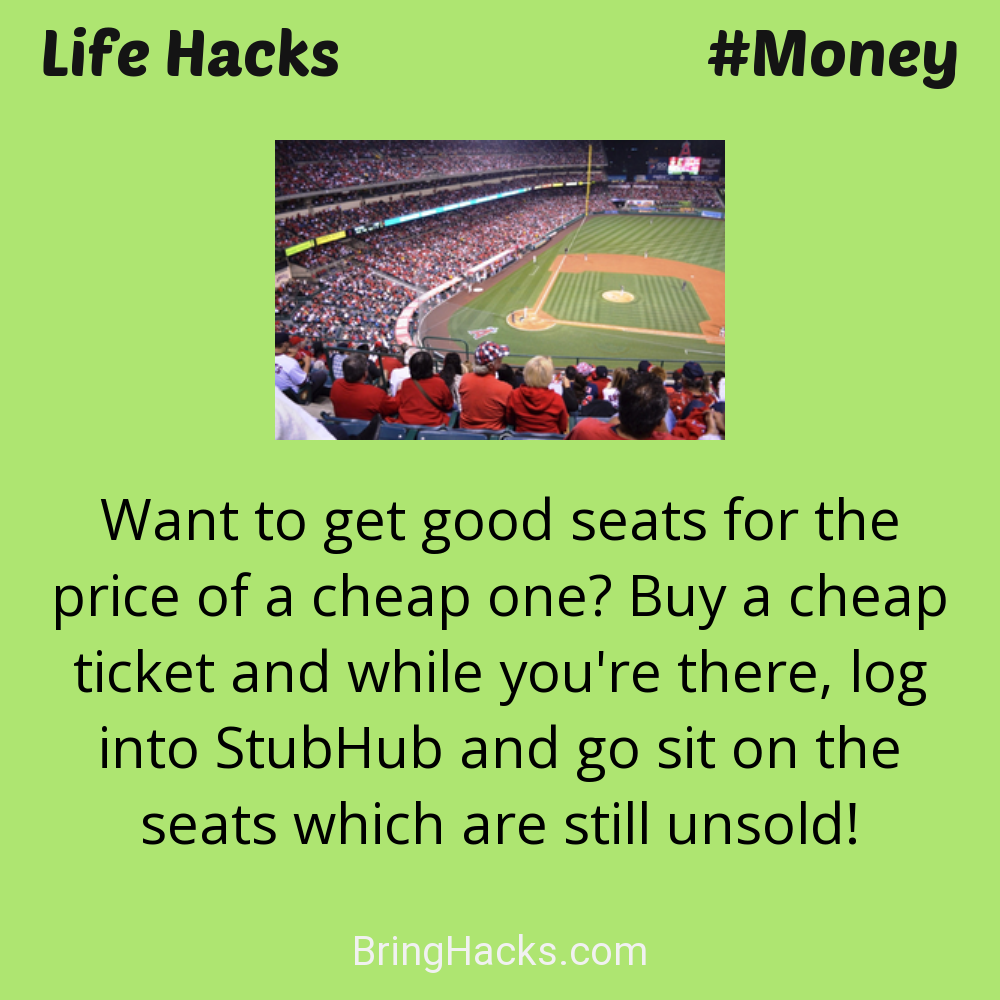 Life Hacks #Money
Want to get good seats for the
price of a cheap one? Buy a cheap
ticket and while you're there, log
into StubHub and go sit on the
seats which are still unsold!
BringHacks.com